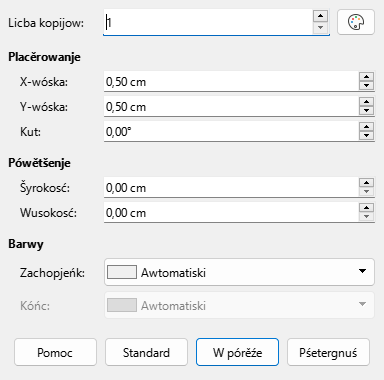 Licba kopijow: 1
Placěrowanje
X-wóska: 0,50 cm
Y-wóska: 0,50 cm
Kut: 0,00°
Pówětšenje
Šyrokosć: 0,00 cm
Wusokosć: 0,00 cm
Barwy
Zachopjeńk: Awtomatiski
Kóńc: Awtomatiski
Pomoc Standard W pórěźe Pśetergnuś